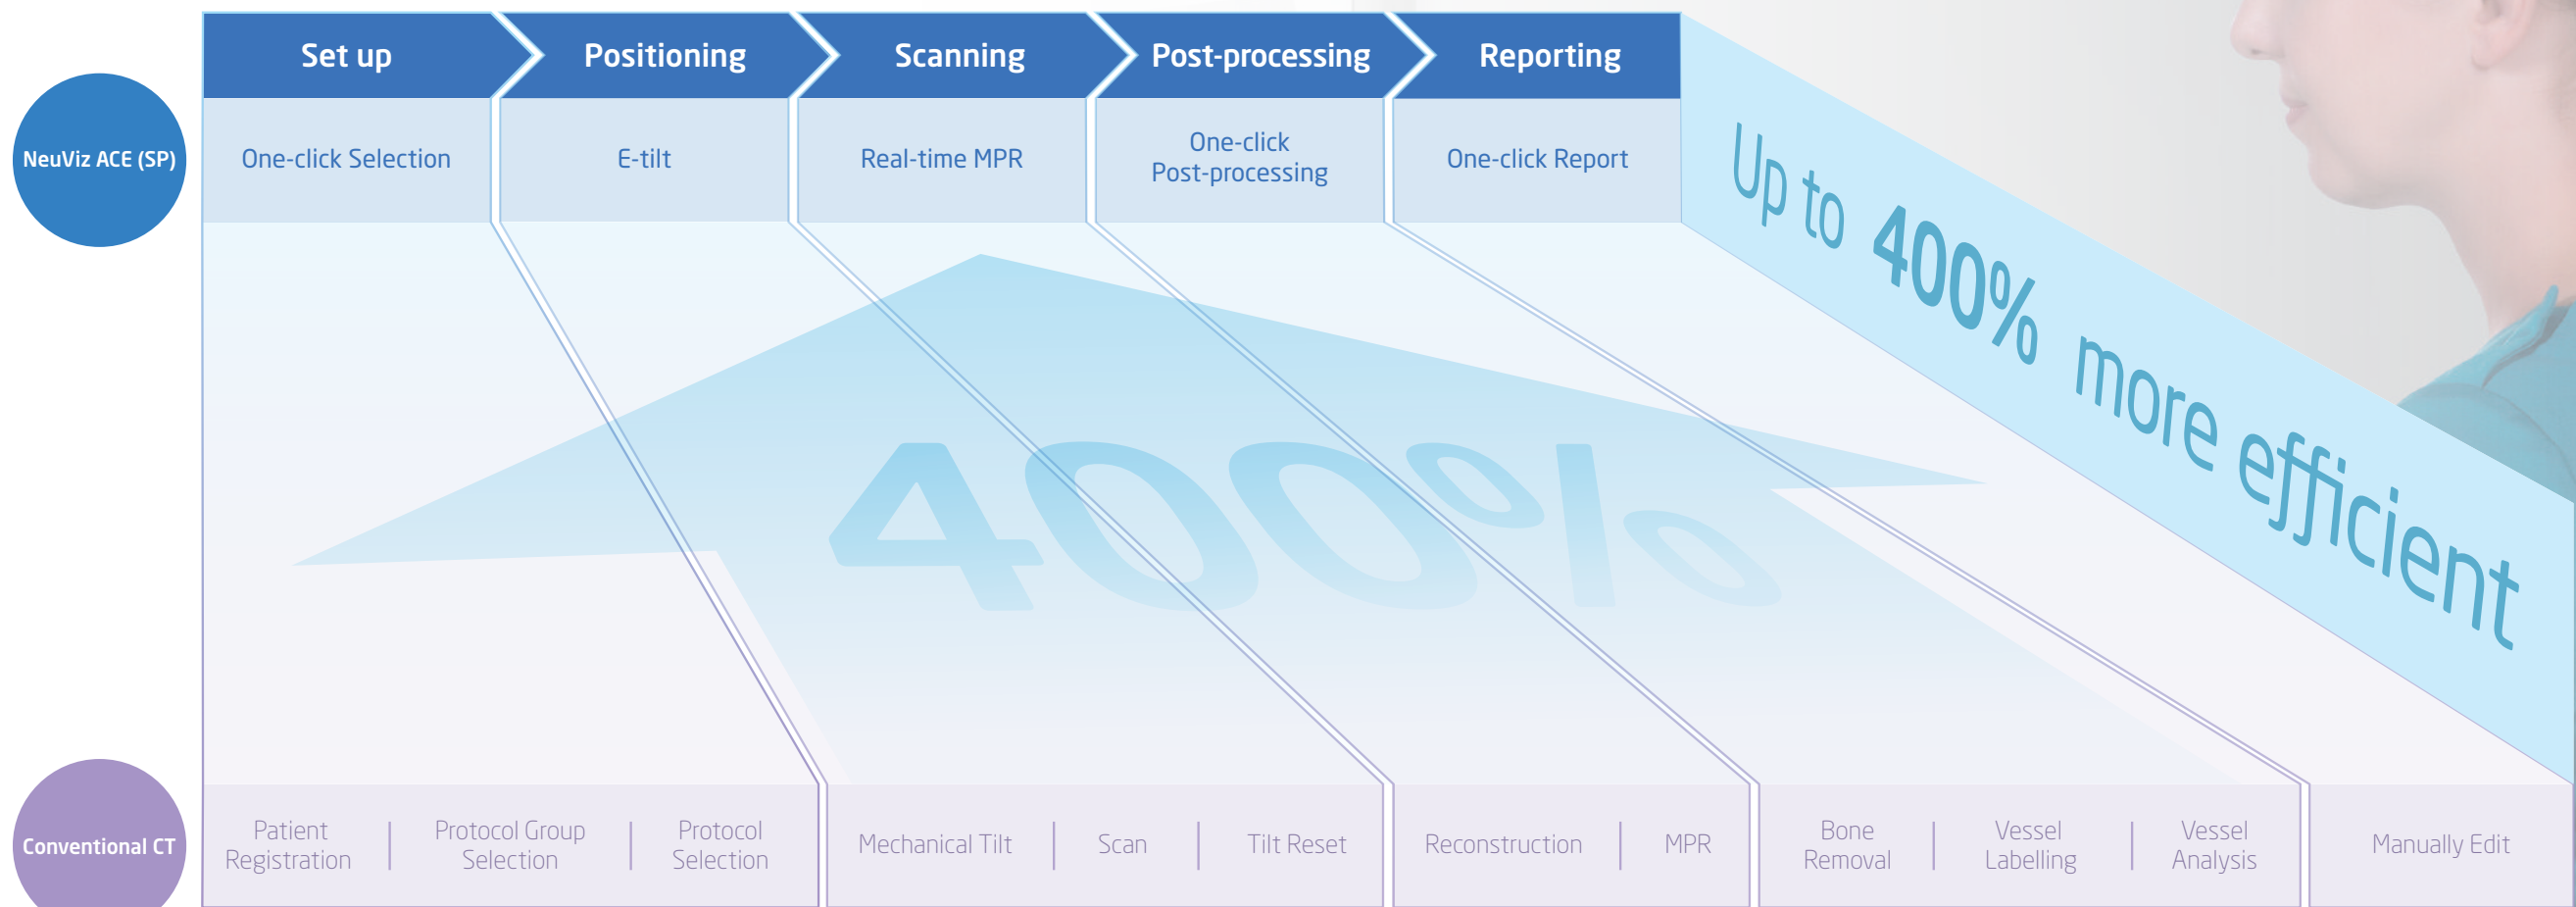 Set up
Positioning
Scanning
Post-processing
Reporting
NeuViz ACE (SP)
One-click Selection
E-tilt
Real-time MPR
One-click
Post-processing
One-click Report
Up to 400% more efficient
400%
Conventional CT
Patient
Registration
Protocol Group
Selection
Protocol
Selection
Mechanical Tilt
Scan
Tilt Reset
Reconstruction
MPR
Bone
Removal
Vessel
Labelling
Vessel
Analysis
Manually Edit